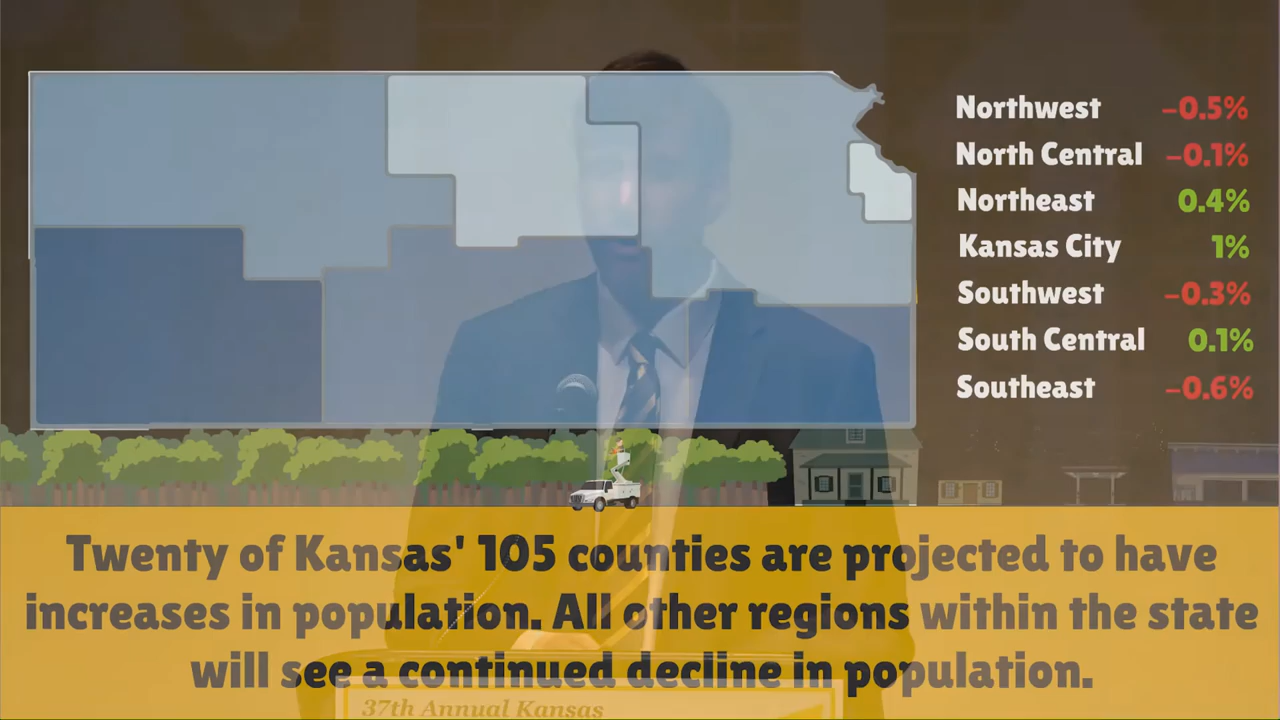 Northwest –0.5%
North Central –0.1%
Northeast 0.4%
Kansas City 1%
Southwest –0.3%
South Central 0.1%
Southeast –0.6%
Twenty of Kansas' 105 counties are projected to have
increases in population. All other regions within the state
will see a continued decline in population.
37th Annual Kansas